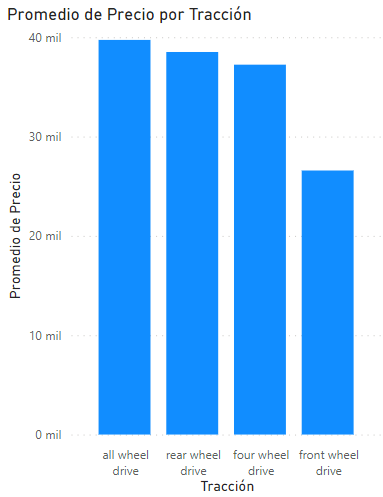 Promedio de Precio por Tracción
40 mil
30 mil
20 mil
10 mil
0 mil
Promedio de Precio
all wheel drive
rear wheel drive
four wheel drive
front wheel drive
Tracción